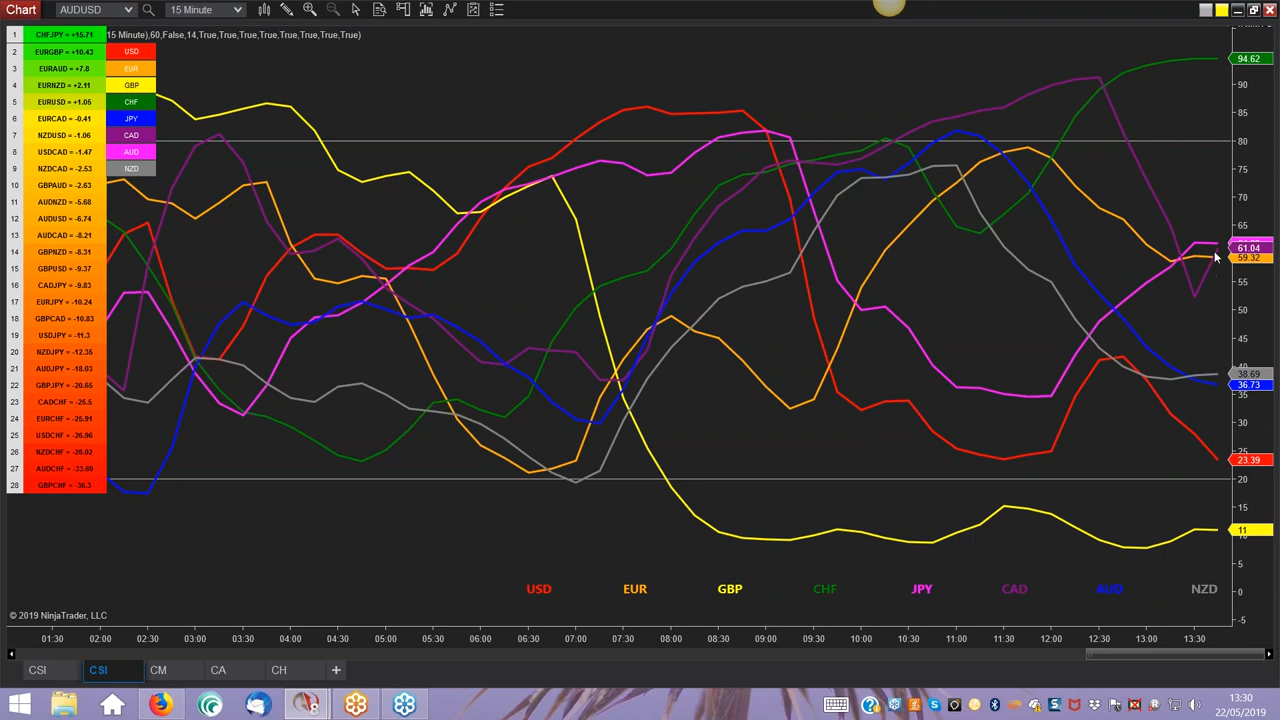 Chart AUDUSD 15 Minute
15 Minute),60,False,14,True,True,True,True,True,True,True,True)
1 CHFJPY = +15.71
2 EURGBP = +10.43 USD
3 EURAUD = +7.8 EUR
4 EURNZD = +2.11 GBP
5 EURUSD = +1.05 CHF
6 EURCAD = -0.41 JPY
7 NZDUSD = -1.06 CAD
8 USDCAD = -1.47 AUD
9 NZDCAD = -2.53 NZD
10 GBPAUD = -2.63
11 AUDNZD = -5.68
12 AUDUSD = -6.74
13 AUDCAD = -8.21
14 GBPNZD = -8.31
15 GBPUSD = -9.37
16 CADJPY = -9.83
17 EURJPY = -10.24
18 GBPCAD = -10.83
19 USDJPY = -11.3
20 NZDJPY = -12.35
21 AUDJPY = -18.03
22 GBPJPY = -20.65
23 CADCHF = -25.5
24 EURCHF = -25.91
25 USDCHF = -26.96
26 NZDCHF = -28.02
27 AUDCHF = -33.69
28 GBPCHF = -36.3
94.62
90
85
80
75
70
65
61.04
59.32
55
50
45
40
38.69
36.73
30
25
23.39
20
15
11
5
0
-5
USD EUR GBP CHF JPY CAD AUD NZD
© 2019 NinjaTrader, LLC
01:30 02:00 02:30 03:00 03:30 04:00 04:30 05:00 05:30 06:00 06:30 07:00 07:30 08:00 08:30 09:00 09:30 10:00 10:30 11:00 11:30 12:00 12:30 13:00 13:30
CSI CSI CM CA CH +
13:30
22/05/2019